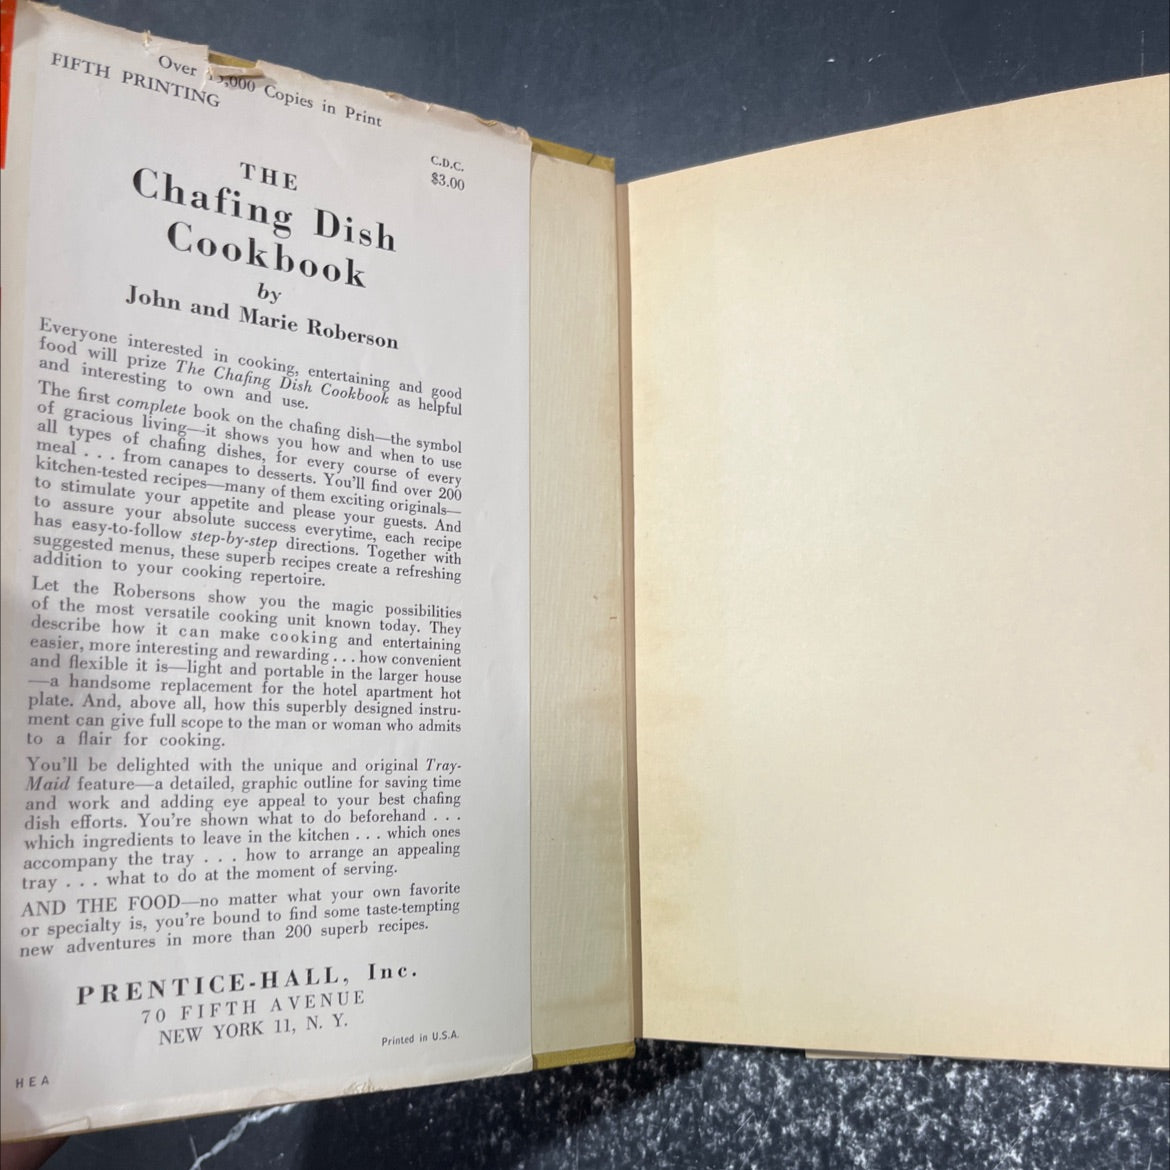 Over 000 Copies in Print
FIFTH PRINTING
C.D.C.
$3.00
THE
Chafing Dish
Cookbook
by
John and Marie Roberson
Everyone interested in cooking, entertaining and good
food will prize The Chafing Dish Cookbook as helpful
and interesting to own and use.
The first complete book on the chafing dish—the symbol
of gracious living—it shows you how and when to use
all types of chafing dishes, for every course of every
meal . . . from canapes to desserts. You'll find over 200
kitchen-tested recipes—many of them exciting originals—
to stimulate your appetite and please your guests. And
to assure your absolute success everytime, each recipe
has easy-to-follow step-by-step directions. Together with
suggested menus, these superb recipes create a refreshing
addition to your cooking repertoire.
Let the Robersons show you the magic possibilities
of the most versatile cooking unit known today. They
describe how it can make cooking and entertaining
easier, more interesting and rewarding . . . how convenient
and flexible it is—light and portable in the larger house
—a handsome replacement for the hotel apartment hot
plate. And, above all, how this superbly designed instru-
ment can give full scope to the man or woman who admits
to a flair for cooking.
You'll be delighted with the unique and original Tray-
Maid feature—a detailed, graphic outline for saving time
and work and adding eye appeal to your best chafing
dish efforts. You're shown what to do beforehand . . .
which ingredients to leave in the kitchen . . . which ones
accompany the tray . . . how to arrange an appealing
tray . . . what to do at the moment of serving.
AND THE FOOD—no matter what your own favorite
or specialty is, you're bound to find some taste-tempting
new adventures in more than 200 superb recipes.
PRENTICE-HALL, Inc.
70 FIFTH AVENUE
NEW YORK 11, N. Y.
Printed in U.S.A.
HEA